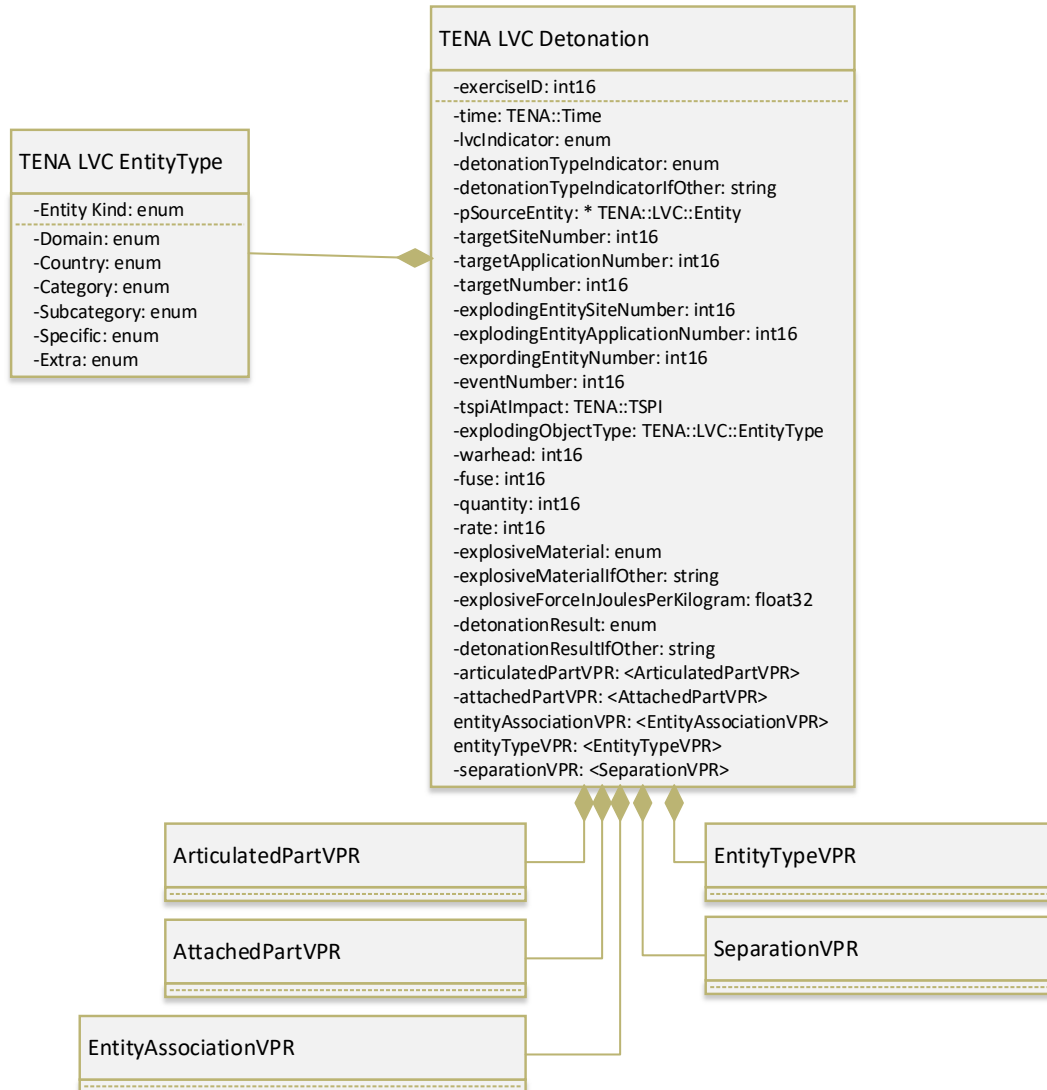 TENA LVC Detonation
-exerciseID: int16
-time: TENA::Time
-lvcIndicator: enum
-detonationTypeIndicator: enum
-detonationTypeIndicatorIfOther: string
-pSourceEntity: * TENA::LVC::Entity
-targetSiteNumber: int16
-targetApplicationNumber: int16
-targetNumber: int16
-explodingEntitySiteNumber: int16
-explodingEntityApplicationNumber: int16
-expordingEntityNumber: int16
-eventNumber: int16
-tspiAtImpact: TENA::TSPI
-explodingObjectType: TENA::LVC::EntityType
-warhead: int16
-fuse: int16
-quantity: int16
-rate: int16
-explosiveMaterial: enum
-explosiveMaterialIfOther: string
-explosiveForceInJoulesPerKilogram: float32
-detonationResult: enum
-detonationResultIfOther: string
-articulatedPartVPR: <ArticulatedPartVPR>
-attachedPartVPR: <AttachedPartVPR>
entityAssociationVPR: <EntityAssociationVPR>
entityTypeVPR: <EntityTypeVPR>
-separationVPR: <SeparationVPR>
TENA LVC EntityType
-Entity Kind: enum
-Domain: enum
-Country: enum
-Category: enum
-Subcategory: enum
-Specific: enum
-Extra: enum
ArticulatedPartVPR
EntityTypeVPR
AttachedPartVPR
SeparationVPR
EntityAssociationVPR